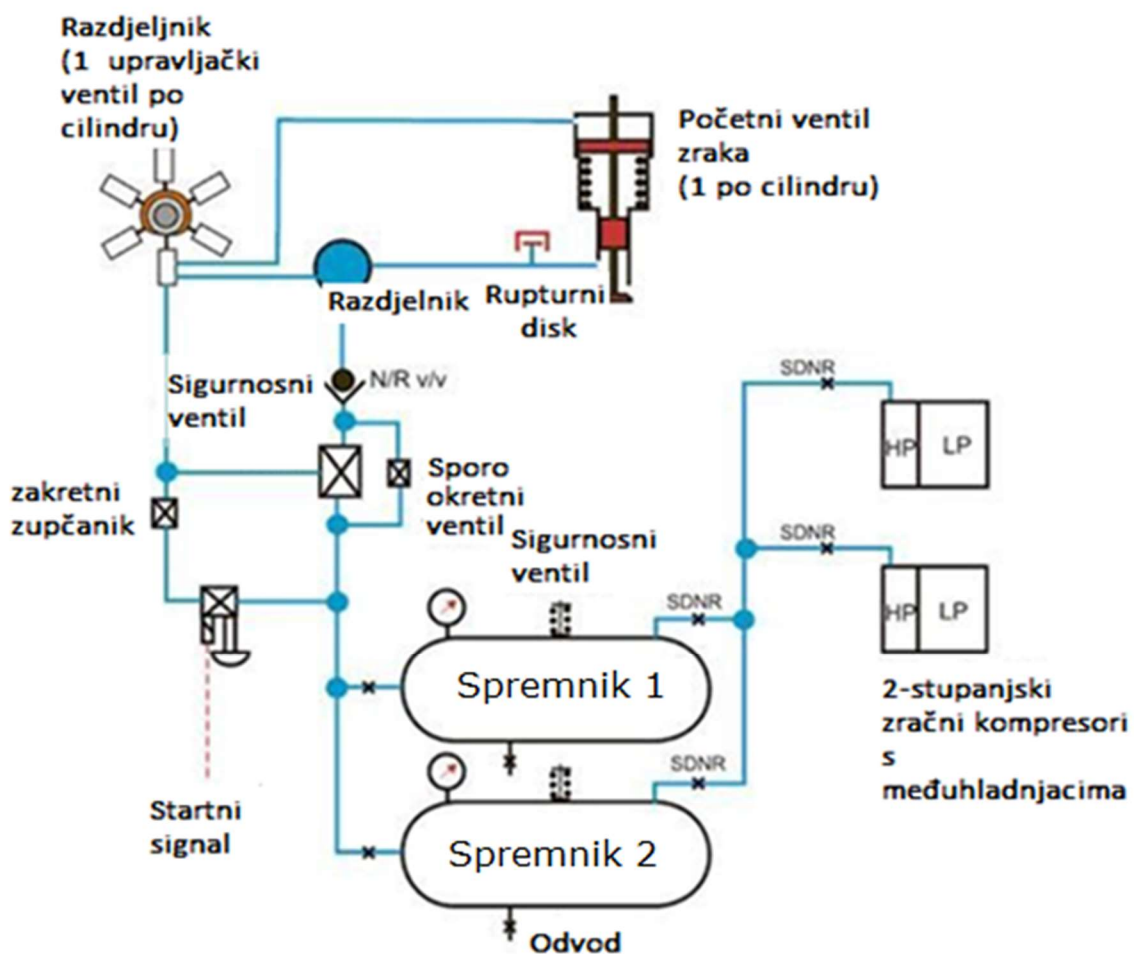 Razdjeljnik
(1 upravljački
ventil po
cilindru)
Početni ventil
zraka
(1 po cilindru)
Razdjelnik
Rupturni
disk
Sigurnosni
ventil
N/R v/v
zakretni
zupčanik
Sporo
okretni
ventil
Sigurnosni
ventil
SDNR
HP
LP
SDNR
HP
LP
SDNR
Spremnik 1
SDNR
Spremnik 2
2-stupanjski
zračni kompresori
s
međuhladnjacima
Startni
signal
Odvod